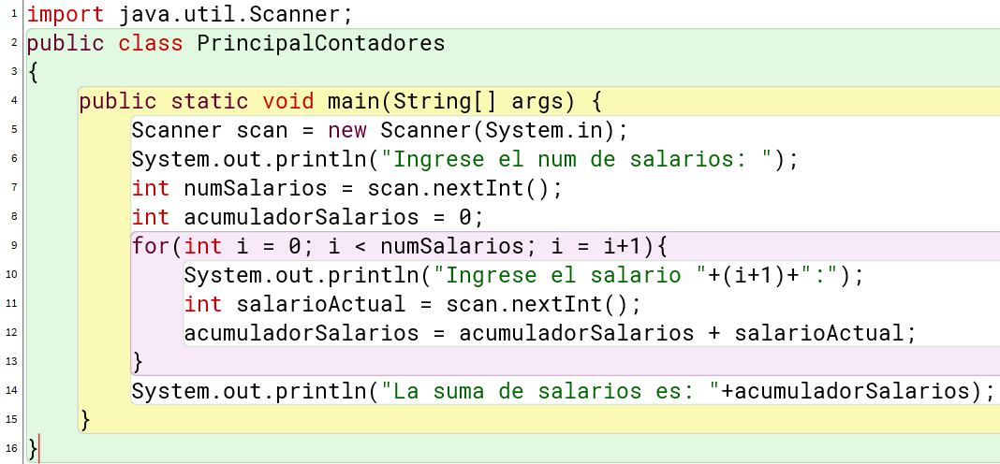 1 import java.util.Scanner;
2 public class PrincipalContadores
3 {
4 public static void main(String[] args) {
5 Scanner scan = new Scanner(System.in);
6 System.out.println("Ingrese el num de salarios: ");
7 int numSalarios = scan.nextInt();
8 int acumuladorSalarios = 0;
9 for(int i = 0; i < numSalarios; i = i+1){
10 System.out.println("Ingrese el salario "+(i+1)+":");
11 int salarioActual = scan.nextInt();
12 acumuladorSalarios = acumuladorSalarios + salarioActual;
13 }
14 System.out.println("La suma de salarios es: "+acumuladorSalarios);
15 }
16 }